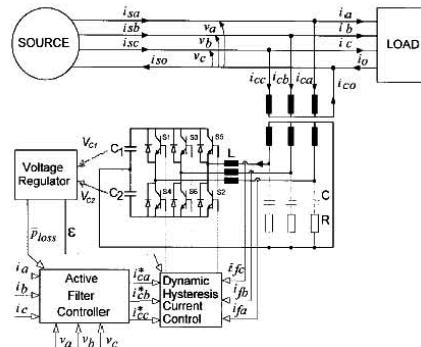 SOURCE
LOAD
isa
isb
isc
iso
va
vb
vc
ia
ib
ic
io
icc
icb
ica
ico
VC1
VC2
C1
C2
S1
S3
S5
S4
S6
S2
L
C
R
Voltage
Regulator
p̅loss
ε
ia
ib
ic
Active
Filter
Controller
i*ca
i*cb
i*cc
Dynamic
Hysteresis
Current
Control
ifc
ifb
ifa
va
vb
vc